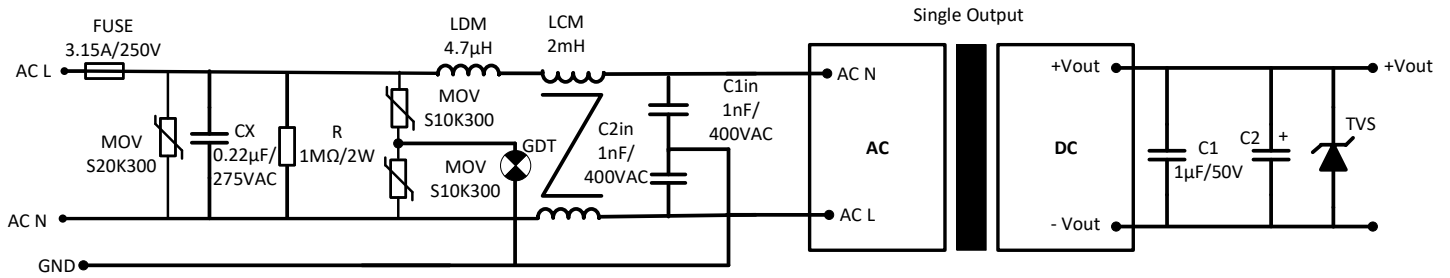 Single Output
FUSE
3.15A/250V
LDM
4.7µH
LCM
2mH
AC L
AC N
GND
MOV
S20K300
CX
0.22µF/
275VAC
R
1MΩ/2W
MOV
S10K300
MOV
S10K300
GDT
C1in
1nF/
400VAC
C2in
1nF/
400VAC
AC N
AC
AC L
+Vout
DC
- Vout
C1
1µF/50V
C2
+
TVS
+Vout
-Vout